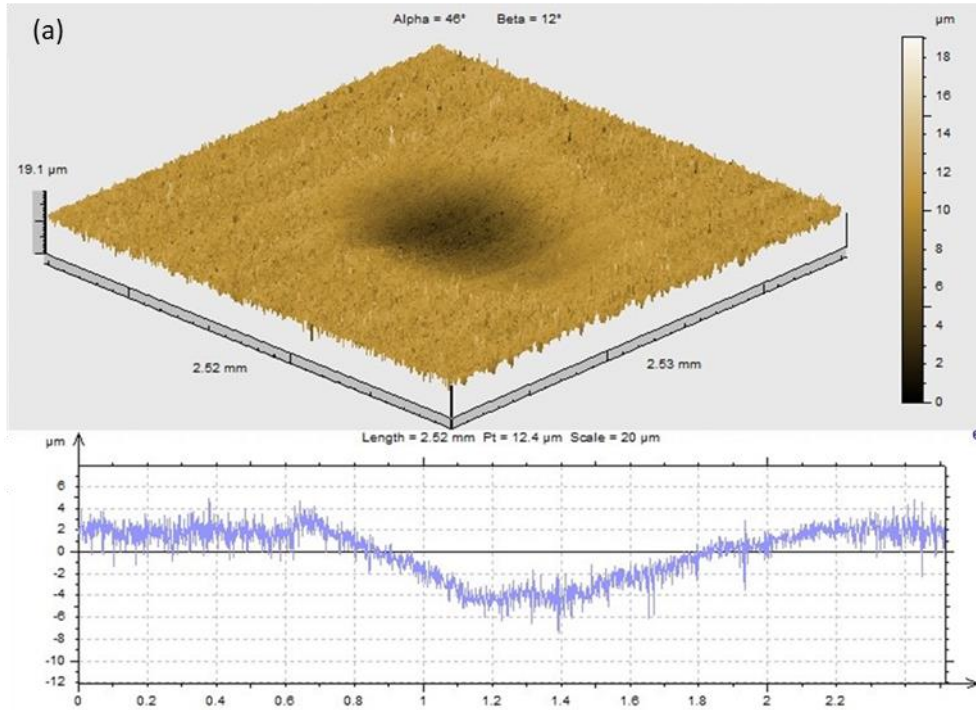 (a)
Alpha = 46° Beta = 12°
µm
18
16
14
12
10
8
6
4
2
0
19.1 µm
2.52 mm
2.53 mm
µm
Length = 2.52 mm Pt = 12.4 µm Scale = 20 µm
6
4
2
0
-2
-4
-6
-8
-10
-12
0 0.2 0.4 0.6 0.8 1 1.2 1.4 1.6 1.8 2 2.2